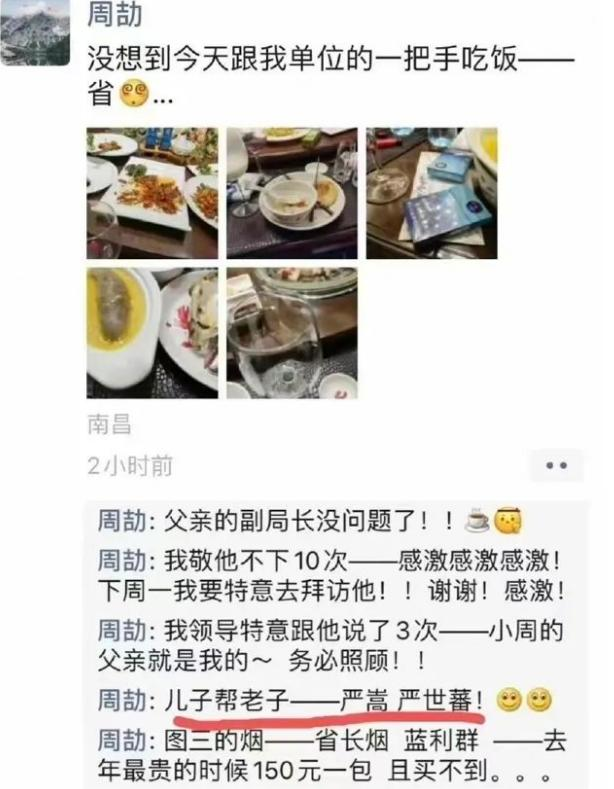 周劼
没想到今天跟我单位的一把手吃饭——
省😵...
南昌
2小时前
周劼: 父亲的副局长没问题了！！☕🫡
周劼: 我敬他不下10次——感激感激感激！
下周一我要特意去拜访他！！谢谢！感激！
周劼: 我领导特意跟他说了3次——小周的
父亲就是我的~ 务必照顾！！
周劼: 儿子帮老子——严嵩 严世蕃！🙂🙂
周劼: 图三的烟——省长烟 蓝利群 ——去
年最贵的时候150元一包 且买不到。。。